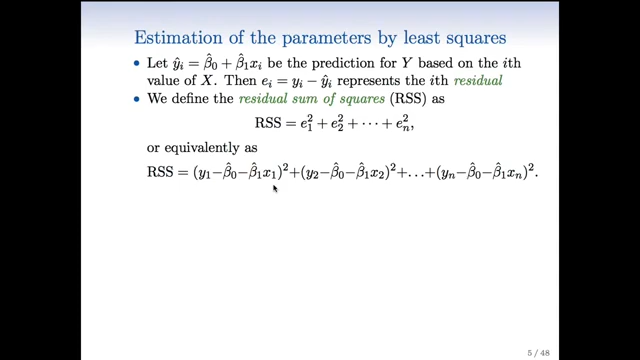 Estimation of the parameters by least squares
• Let ŷᵢ = β̂₀ + β̂₁xᵢ be the prediction for Y based on the ith
value of X. Then eᵢ = yᵢ − ŷᵢ represents the ith residual
• We define the residual sum of squares (RSS) as
RSS = e₁² + e₂² + · · · + eₙ²,
or equivalently as
RSS = (y₁−β̂₀−β̂₁x₁)²+(y₂−β̂₀−β̂₁x₂)²+…+(yₙ−β̂₀−β̂₁xₙ)².
5 / 48